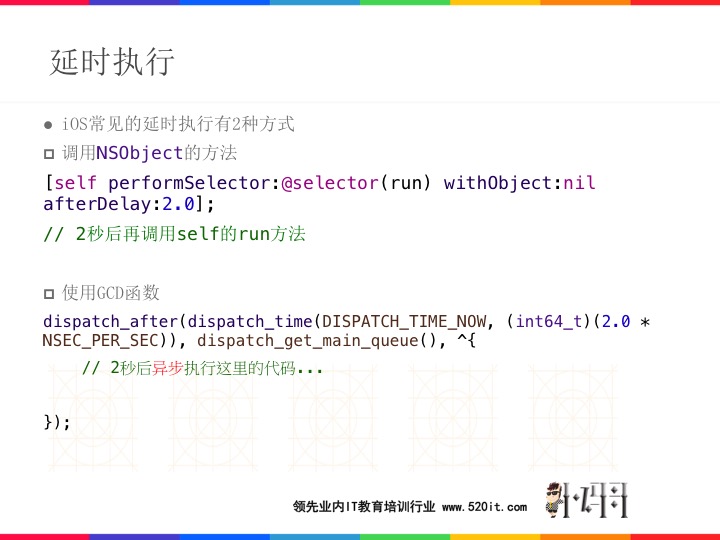 延时执行
iOS常见的延时执行有2种方式
调用NSObject的方法
[self performSelector:@selector(run) withObject:nil
afterDelay:2.0];
// 2秒后再调用self的run方法
使用GCD函数
dispatch_after(dispatch_time(DISPATCH_TIME_NOW, (int64_t)(2.0 *
NSEC_PER_SEC)), dispatch_get_main_queue(), ^{
// 2秒后异步执行这里的代码...
});
领先业内IT教育培训行业 www.520it.com
小码哥